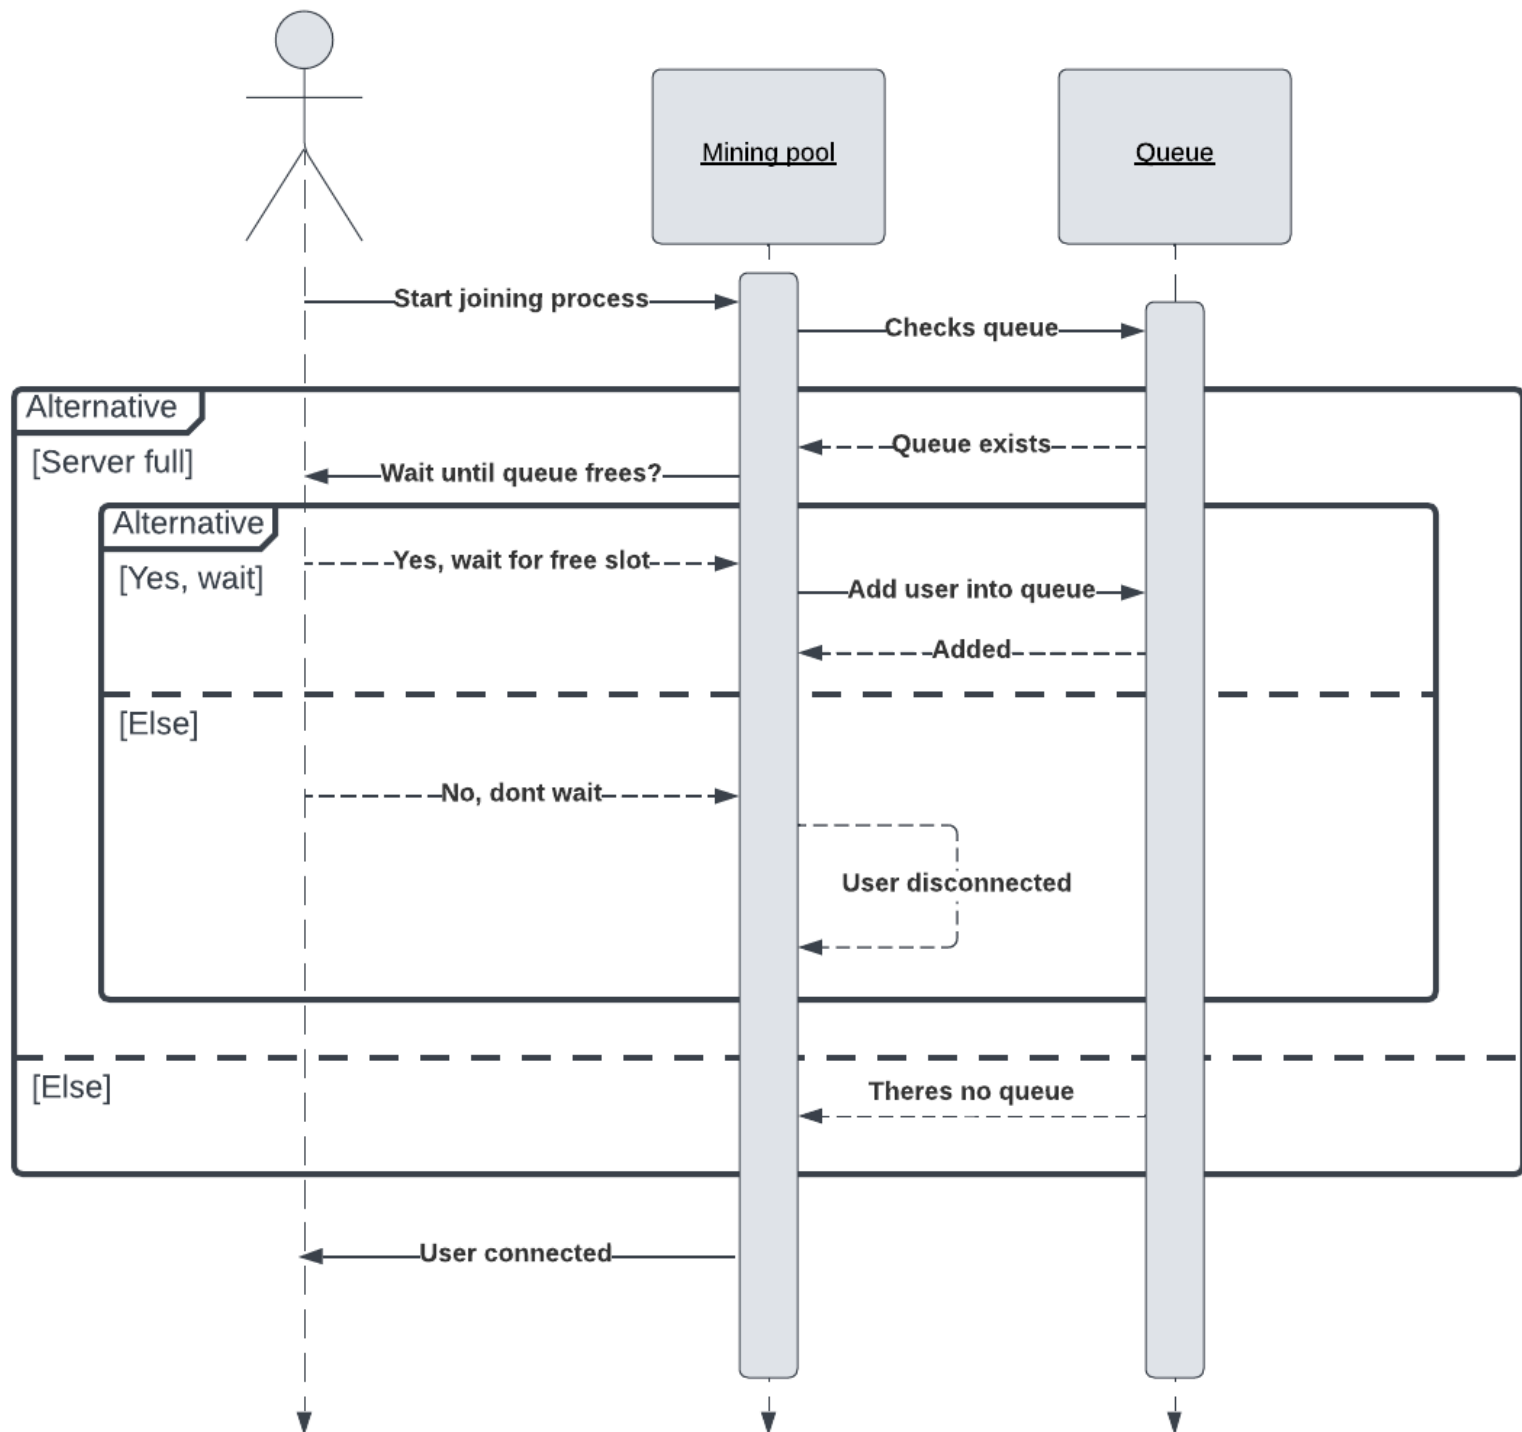 Mining pool
Queue
Start joining process
Checks queue
Alternative
Queue exists
[Server full]
Wait until queue frees?
Alternative
Yes, wait for free slot
[Yes, wait]
Add user into queue
Added
[Else]
No, dont wait
User disconnected
[Else]
Theres no queue
User connected